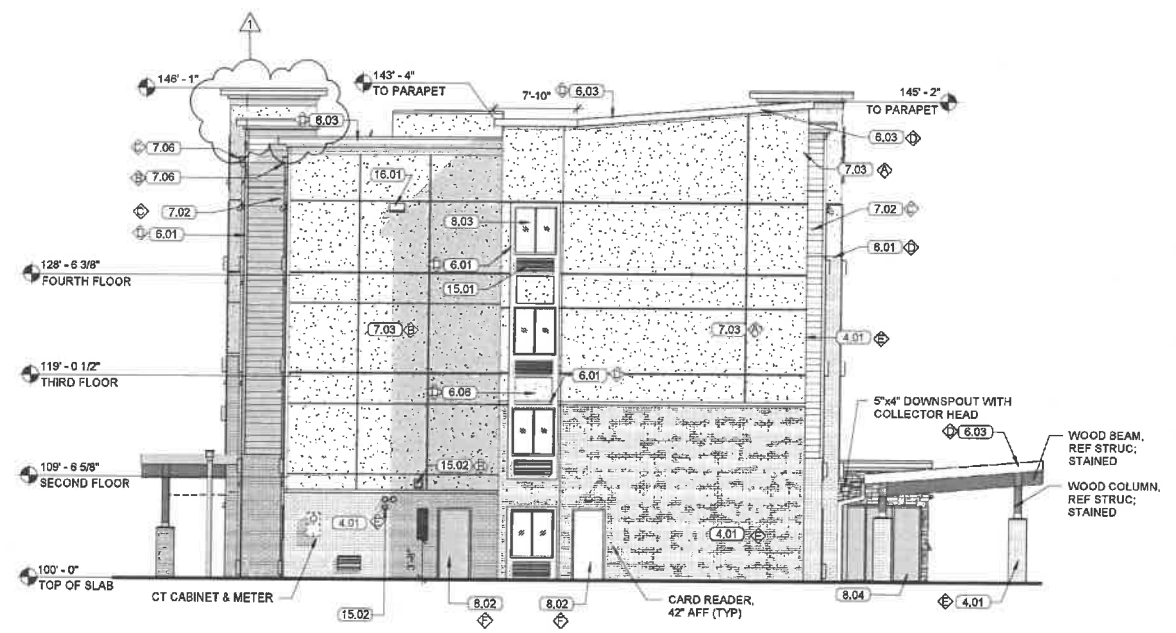 1
146' - 1"
143' - 4"
TO PARAPET
7'-10"
D 6.03
145' - 2"
TO PARAPET
6.03
6.03 D
C 7.06
B 7.06
7.03 A
16.01
C 7.02
7.02 C
8.03
6.01
6.01 D
6.01
128' - 6 3/8"
FOURTH FLOOR
15.01
7.03 B
7.03 A
4.01 E
119' - 0 1/2"
THIRD FLOOR
6.01
6.06
5"x4" DOWNSPOUT WITH
COLLECTOR HEAD
D 6.03
WOOD BEAM,
REF STRUC;
STAINED
15.02 B
109' - 6 5/8"
SECOND FLOOR
WOOD COLUMN,
REF STRUC;
STAINED
4.01 E
4.01 E
100' - 0"
TOP OF SLAB
CT CABINET & METER
15.02
8.02
F
8.02
F
CARD READER,
42" AFF (TYP)
8.04
E 4.01